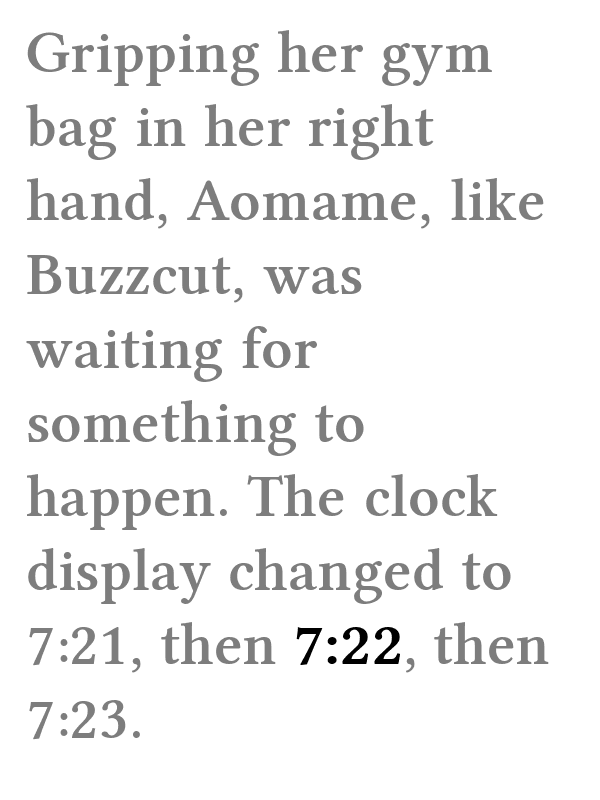 Gripping her gym
bag in her right
hand, Aomame, like
Buzzcut, was
waiting for
something to
happen. The clock
display changed to
7:21, then 7:22, then
7:23.